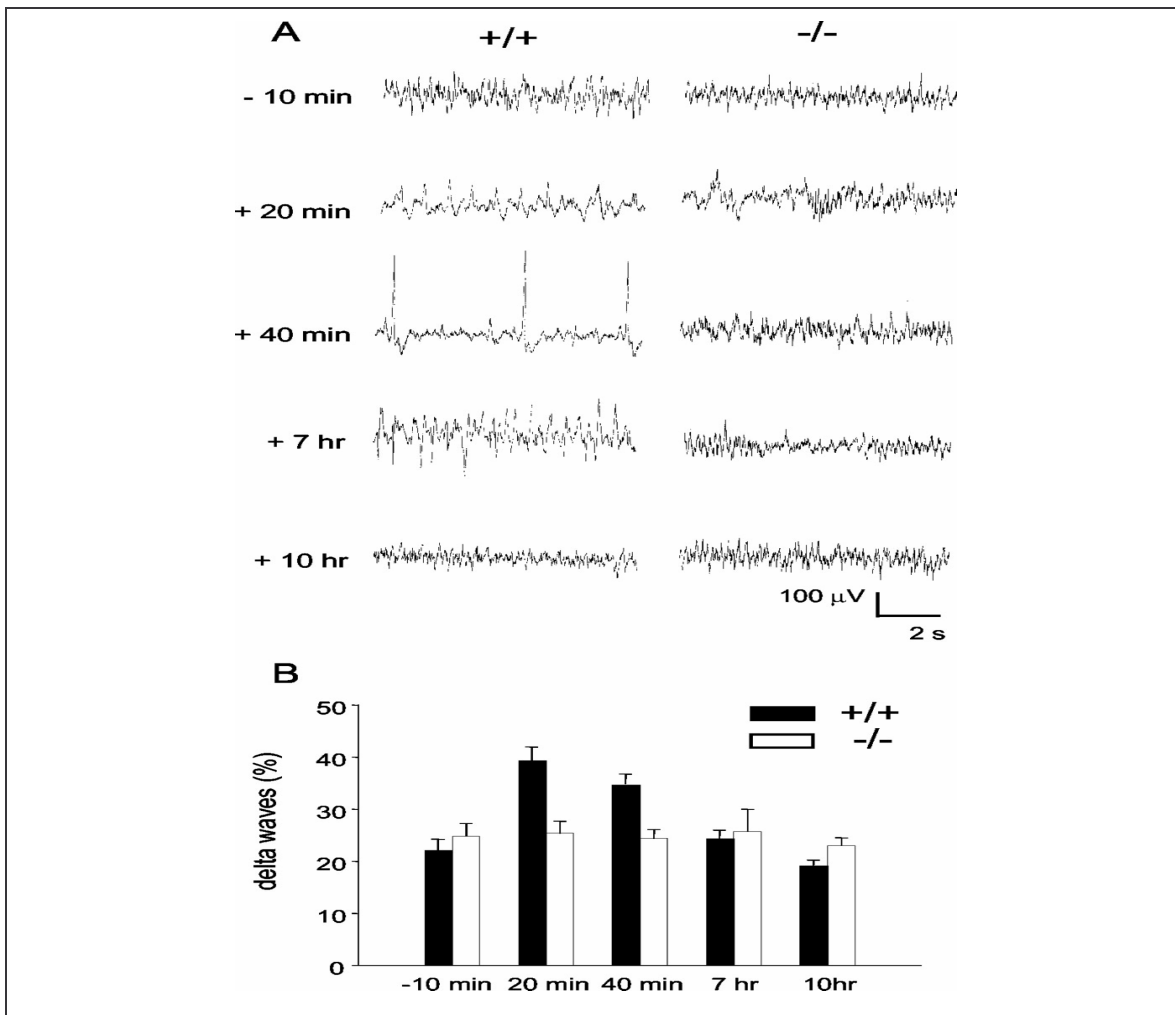 A
+/+ -/-
- 10 min
+ 20 min
+ 40 min
+ 7 hr
+ 10 hr
100 μV
2 s
B
50
+/+
-/-
40
30
20
10
0
delta waves (%)
-10 min 20 min 40 min 7 hr 10hr